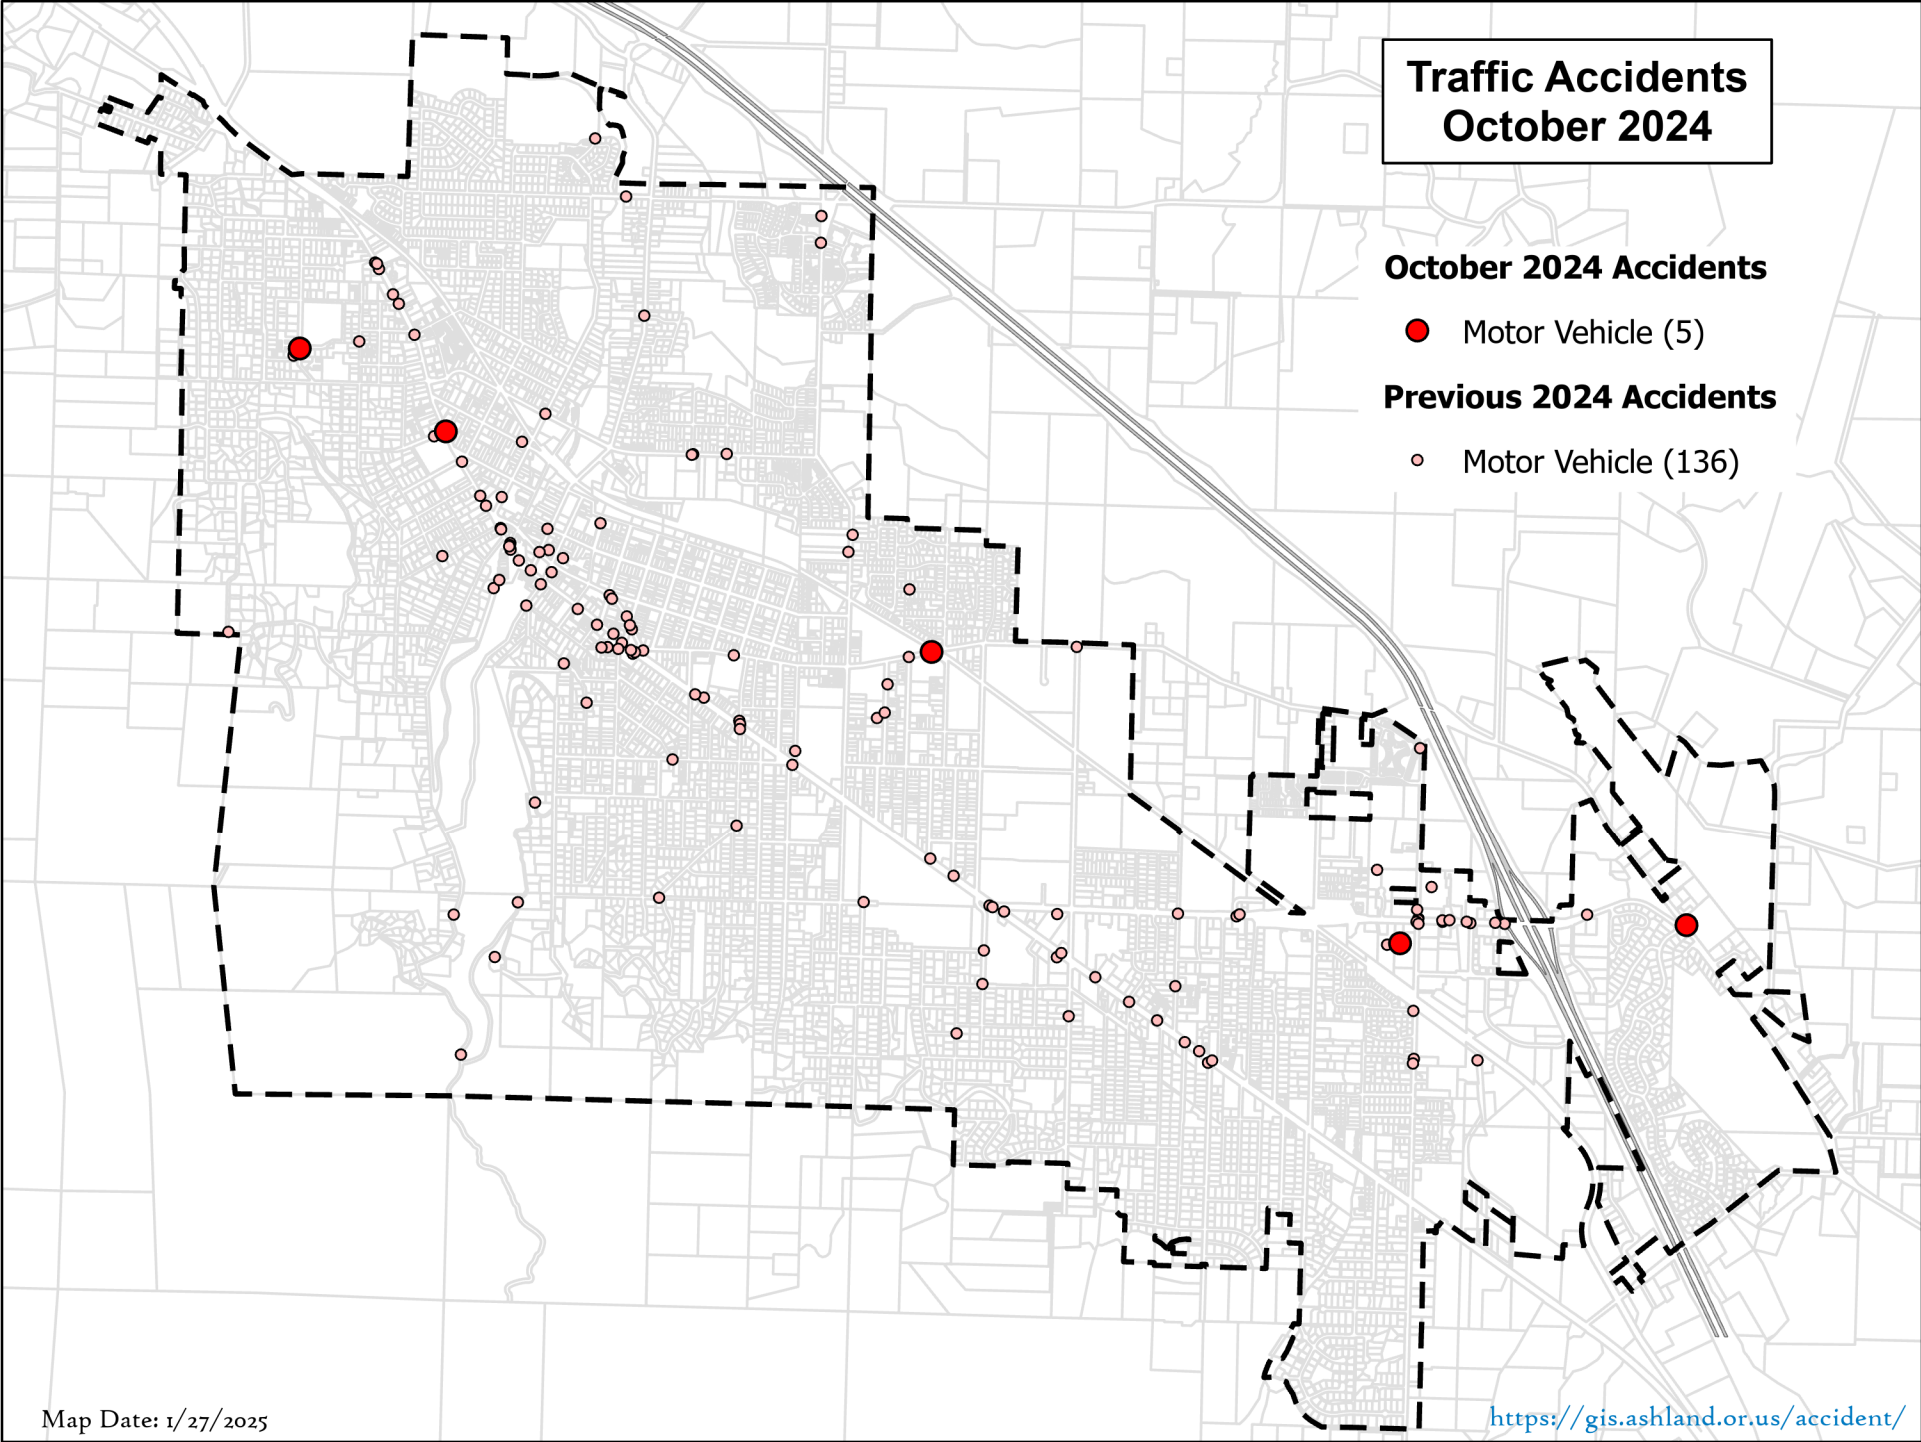 Traffic Accidents
October 2024
October 2024 Accidents
Motor Vehicle (5)
Previous 2024 Accidents
Motor Vehicle (136)
Map Date: 1/27/2025
https://gis.ashland.or.us/accident/